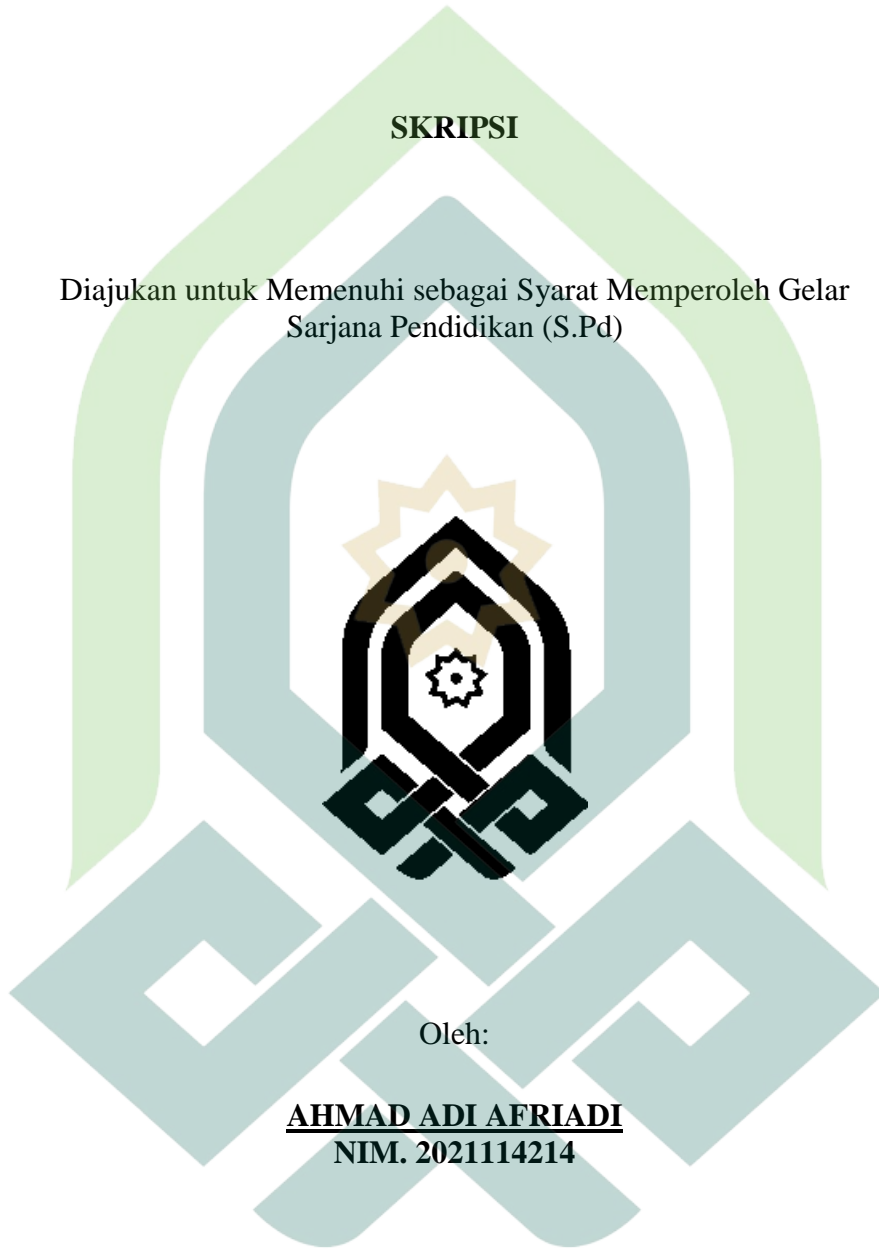 SKRIPSI
Diajukan untuk Memenuhi sebagai Syarat Memperoleh Gelar
Sarjana Pendidikan (S.Pd)
Oleh:
AHMAD ADI AFRIADI
NIM. 2021114214